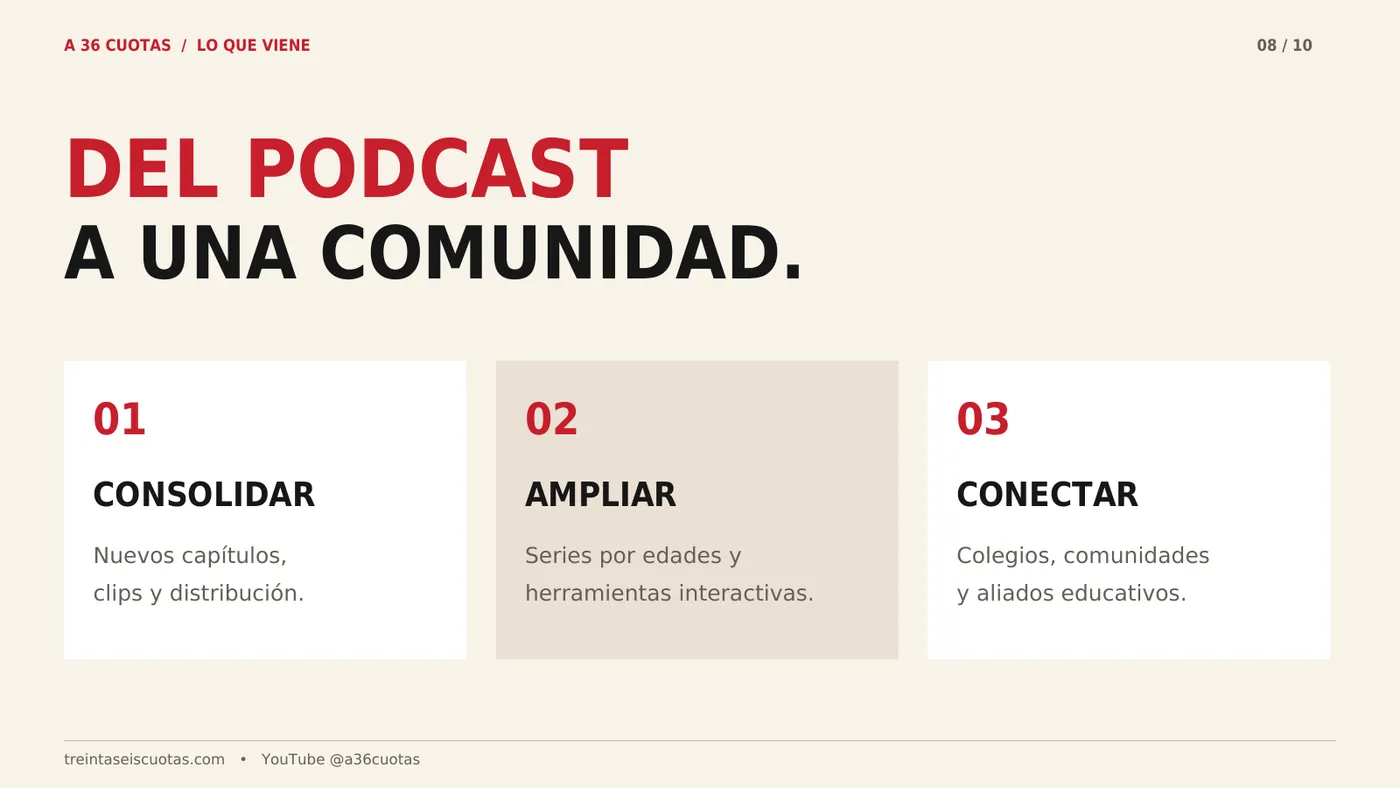 A 36 CUOTAS / LO QUE VIENE
08 / 10
DEL PODCAST
A UNA COMUNIDAD.
01
CONSOLIDAR
Nuevos capítulos,
clips y distribución.
02
AMPLIAR
Series por edades y
herramientas interactivas.
03
CONECTAR
Colegios, comunidades
y aliados educativos.
treintaseiscuotas.com • YouTube @a36cuotas